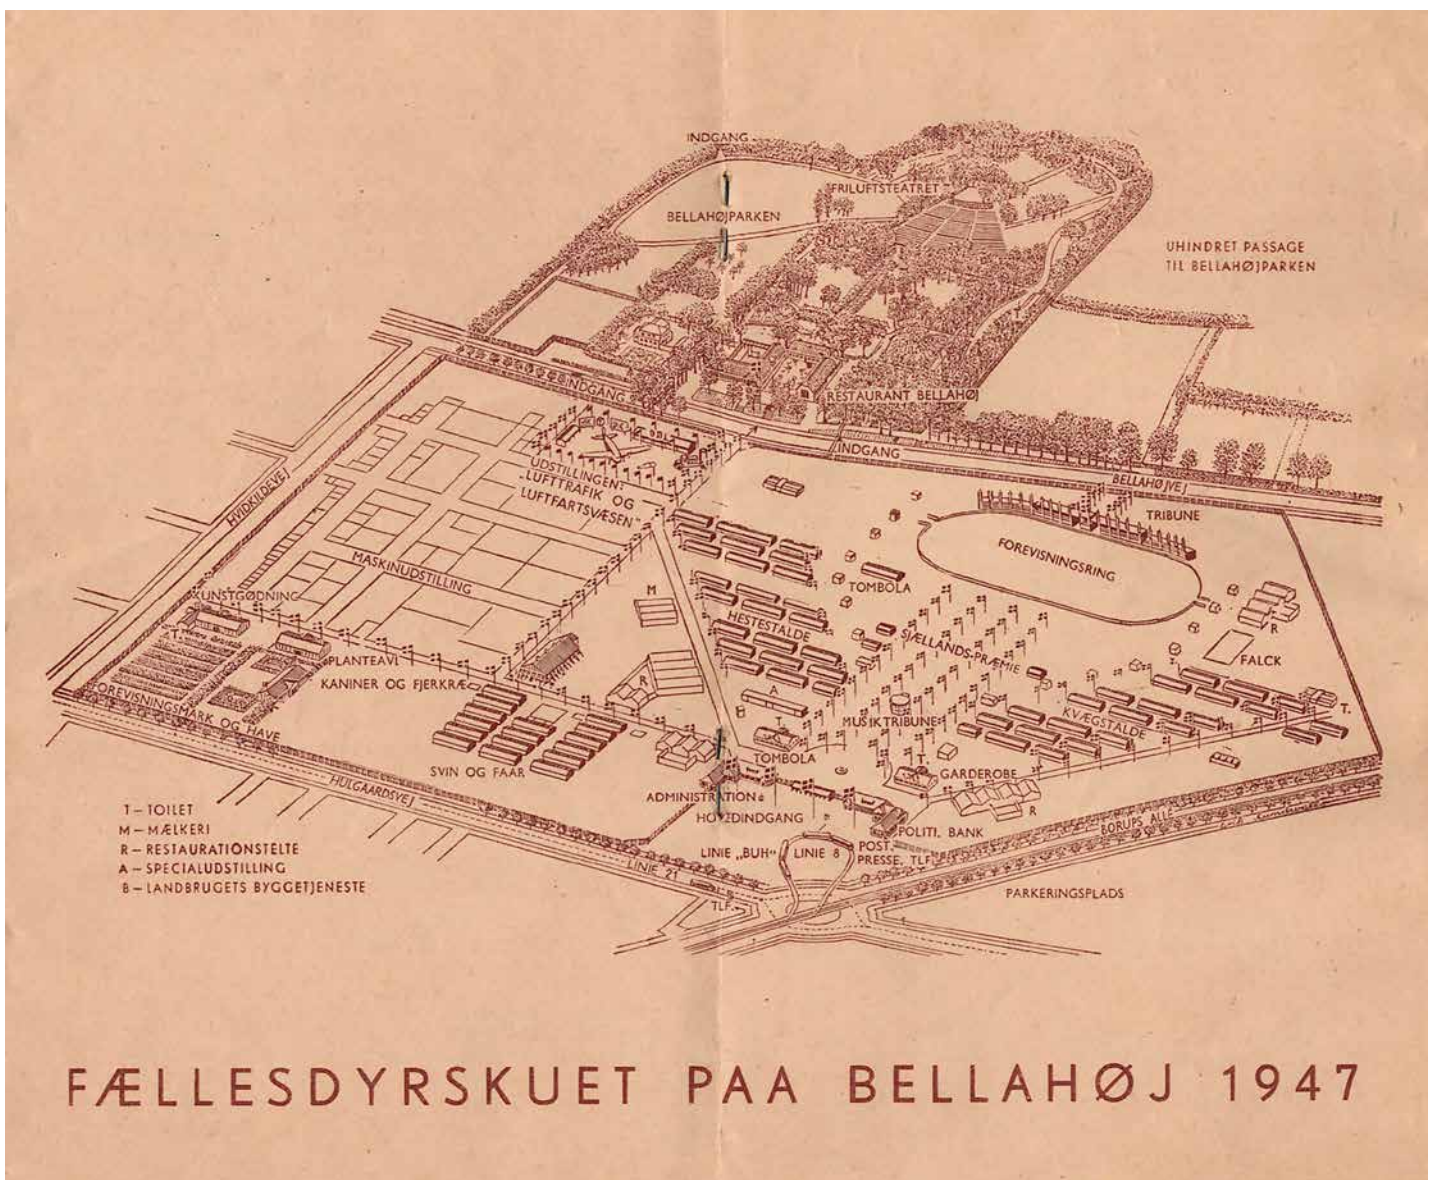 INDGANG
FRILUFTSTEATRET
BELLAHØJPARKEN
UHINDRET PASSAGE
TIL BELLAHØJPARKEN
INDGANG
RESTAURANT BELLAHØJ
INDGANG
BELLAHØJVEJ
HVIDKILDEVEJ
UDSTILLINGEN:
„LUFTTRAFIK OG
LUFTFARTSVÆSEN“
TRIBUNE
FOREVISNINGSRING
MASKINUDSTILLING
TOMBOLA
KUNSTGØDNING
M
HESTESTALDE
SJÆLLANDS-PRÆMIE
R
FALCK
T.
PLANTEAVL
KANINER OG FJERKRÆ
R
A
FOREVISNINGSMARK OG HAVE
MUSIKTRIBUNE
KVÆGSTALDE
T.
T.
SVIN OG FAAR
TOMBOLA
T.
GARDEROBE
HULGAARDSVEJ
ADMINISTRATION &
HOVEDINDGANG
R
POLITI, BANK
BORUPS ALLÉ
POST,
PRESSE, TLF.
LINIE „BUH“
LINIE 8
LINIE 21
TLF.
PARKERINGSPLADS
T – TOILET
M – MÆLKERI
R – RESTAURATIONSTELTE
A – SPECIALUDSTILLING
B – LANDBRUGETS BYGGETJENESTE
FÆLLESDYRSKUET PAA BELLAHØJ 1947